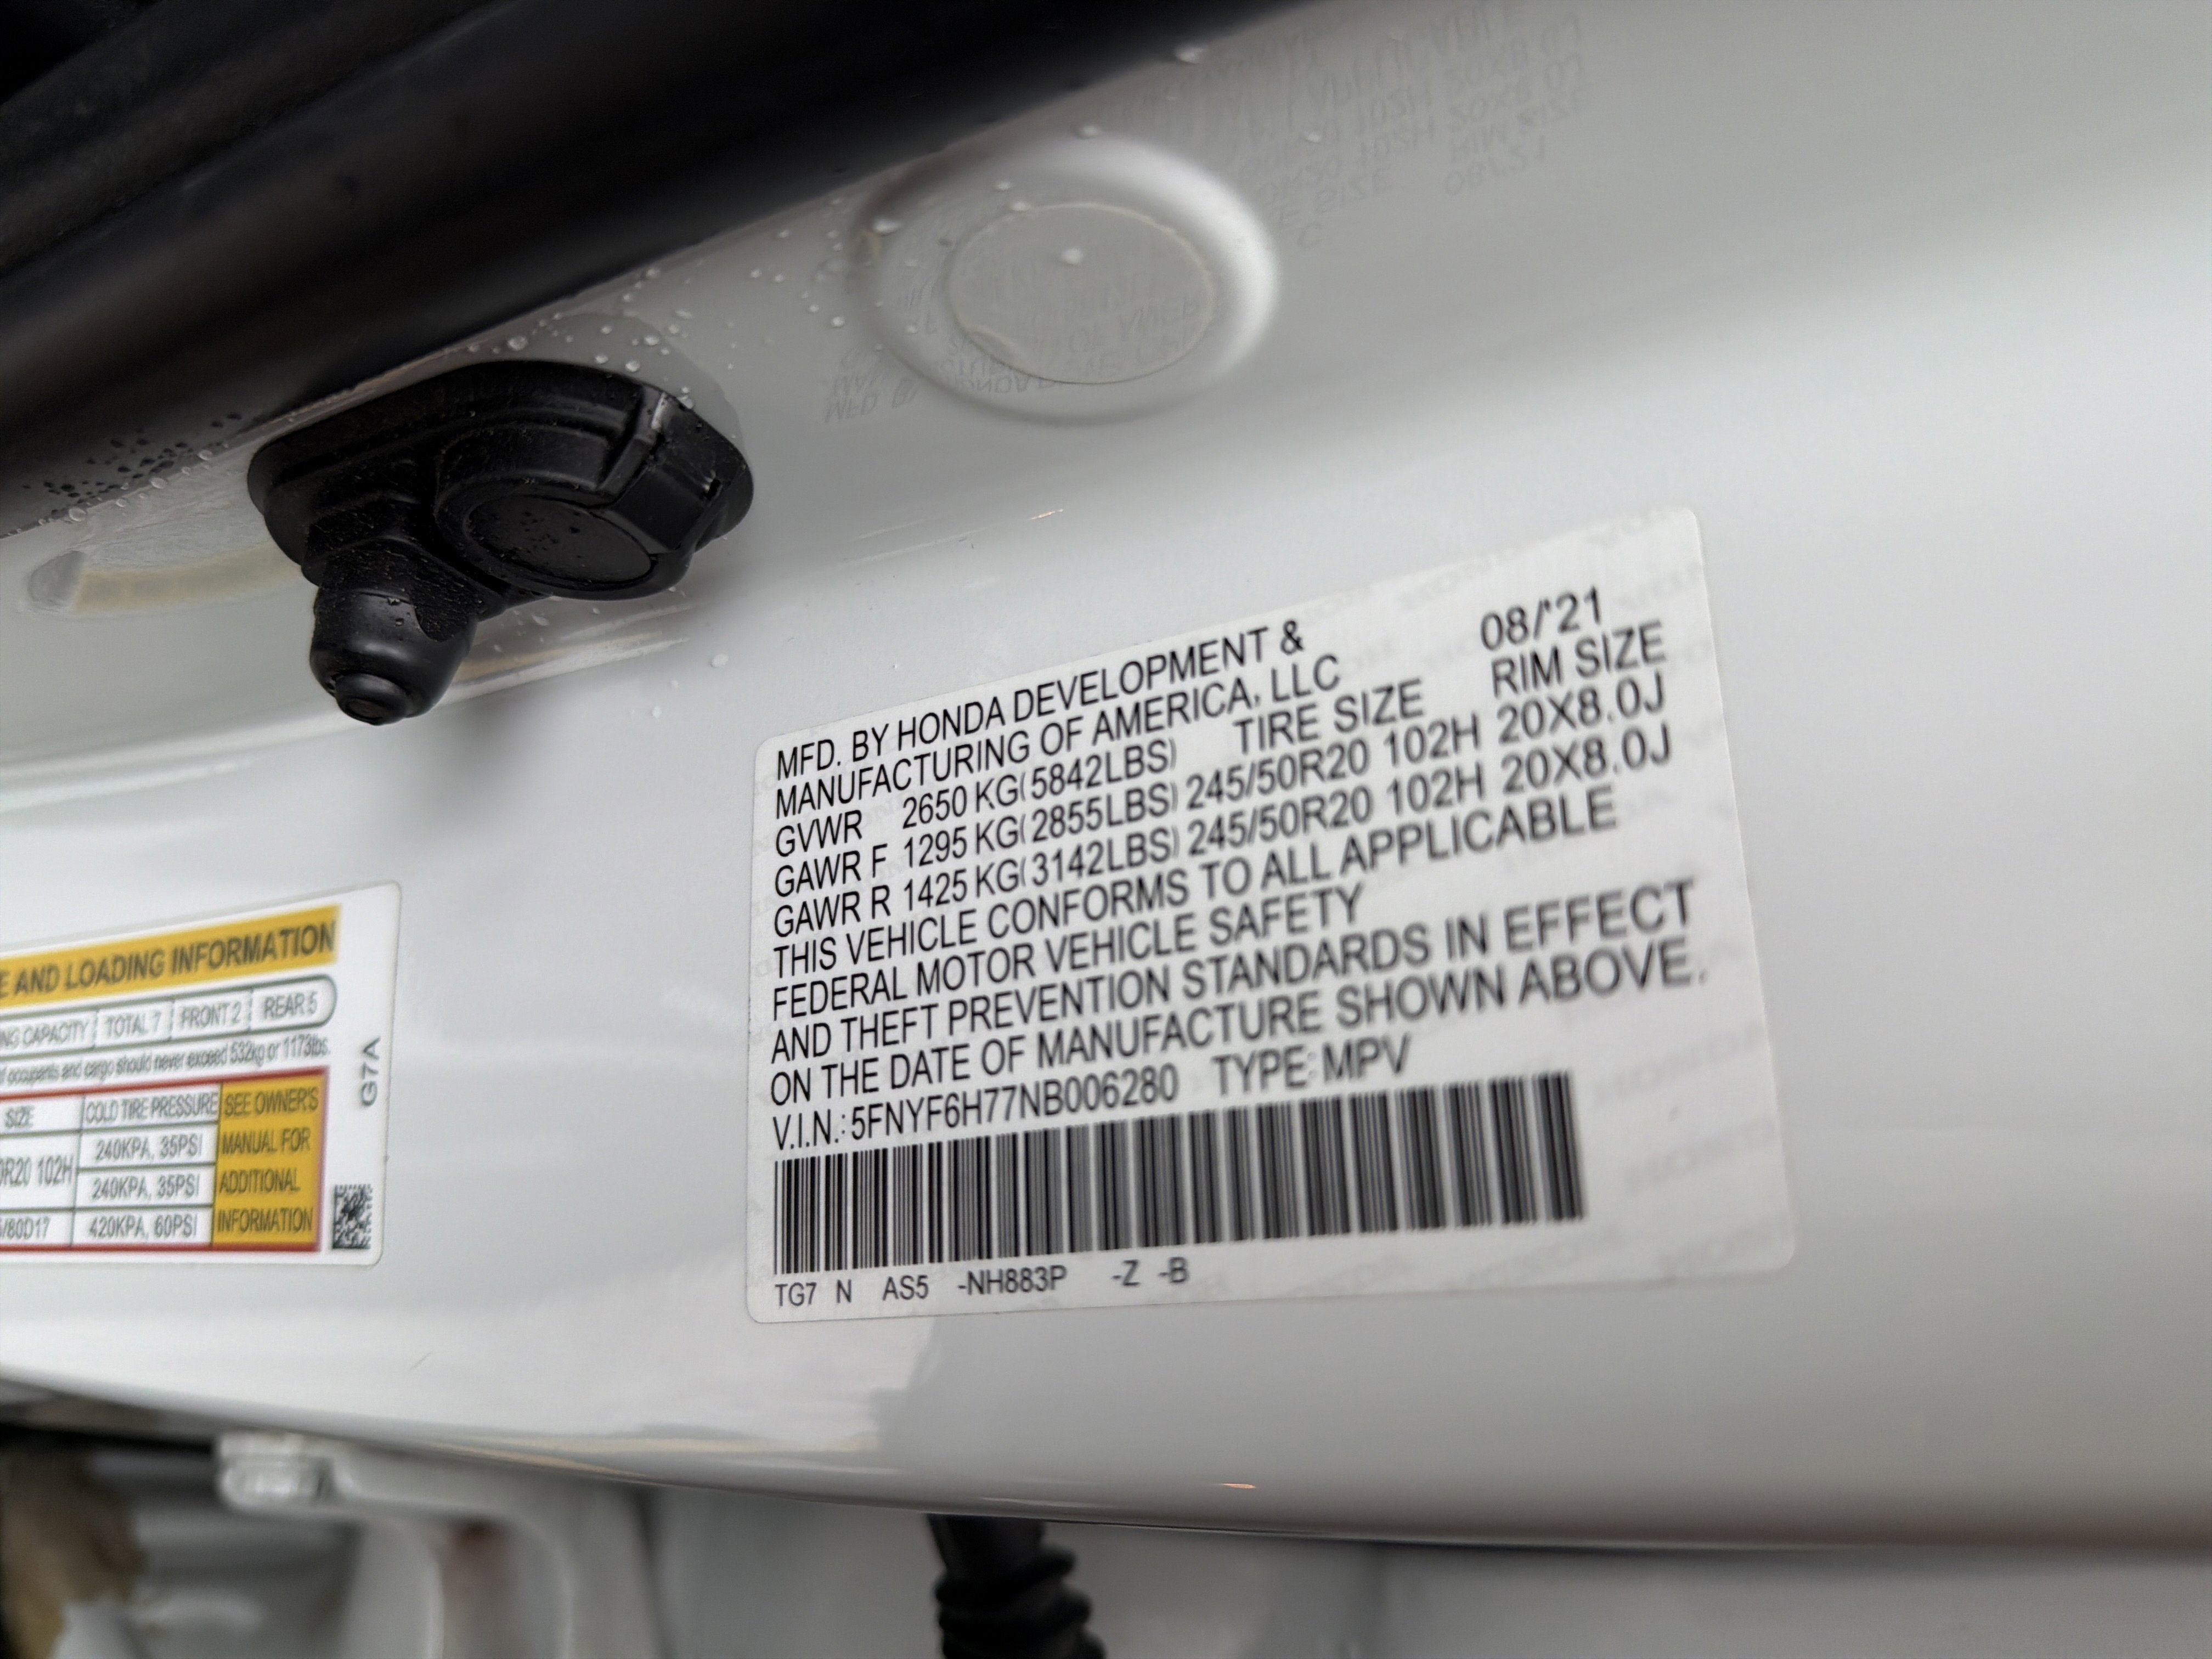 MFD. BY HONDA DEVELOPMENT & 08/'21
MANUFACTURING OF AMERICA, LLC RIM SIZE
GVWR 2650 KG(5842LBS) TIRE SIZE
GAWR F 1295 KG(2855LBS) 245/50R20 102H 20X8.0J
GAWR R 1425 KG(3142LBS) 245/50R20 102H 20X8.0J
THIS VEHICLE CONFORMS TO ALL APPLICABLE
FEDERAL MOTOR VEHICLE SAFETY
AND THEFT PREVENTION STANDARDS IN EFFECT
ON THE DATE OF MANUFACTURE SHOWN ABOVE.
V.I.N.: 5FNYF6H77NB006280 TYPE: MPV
TG7 N AS5 -NH883P -Z -B
E AND LOADING INFORMATION
NG CAPACITY TOTAL 7 FRONT 2 REAR 5
f occupants and cargo should never exceed 532kg or 1173lbs.
SIZE COLD TIRE PRESSURE SEE OWNER'S
0R20 102H 240KPA, 35PSI MANUAL FOR
240KPA, 35PSI ADDITIONAL
/80D17 420KPA, 60PSI INFORMATION
G7A